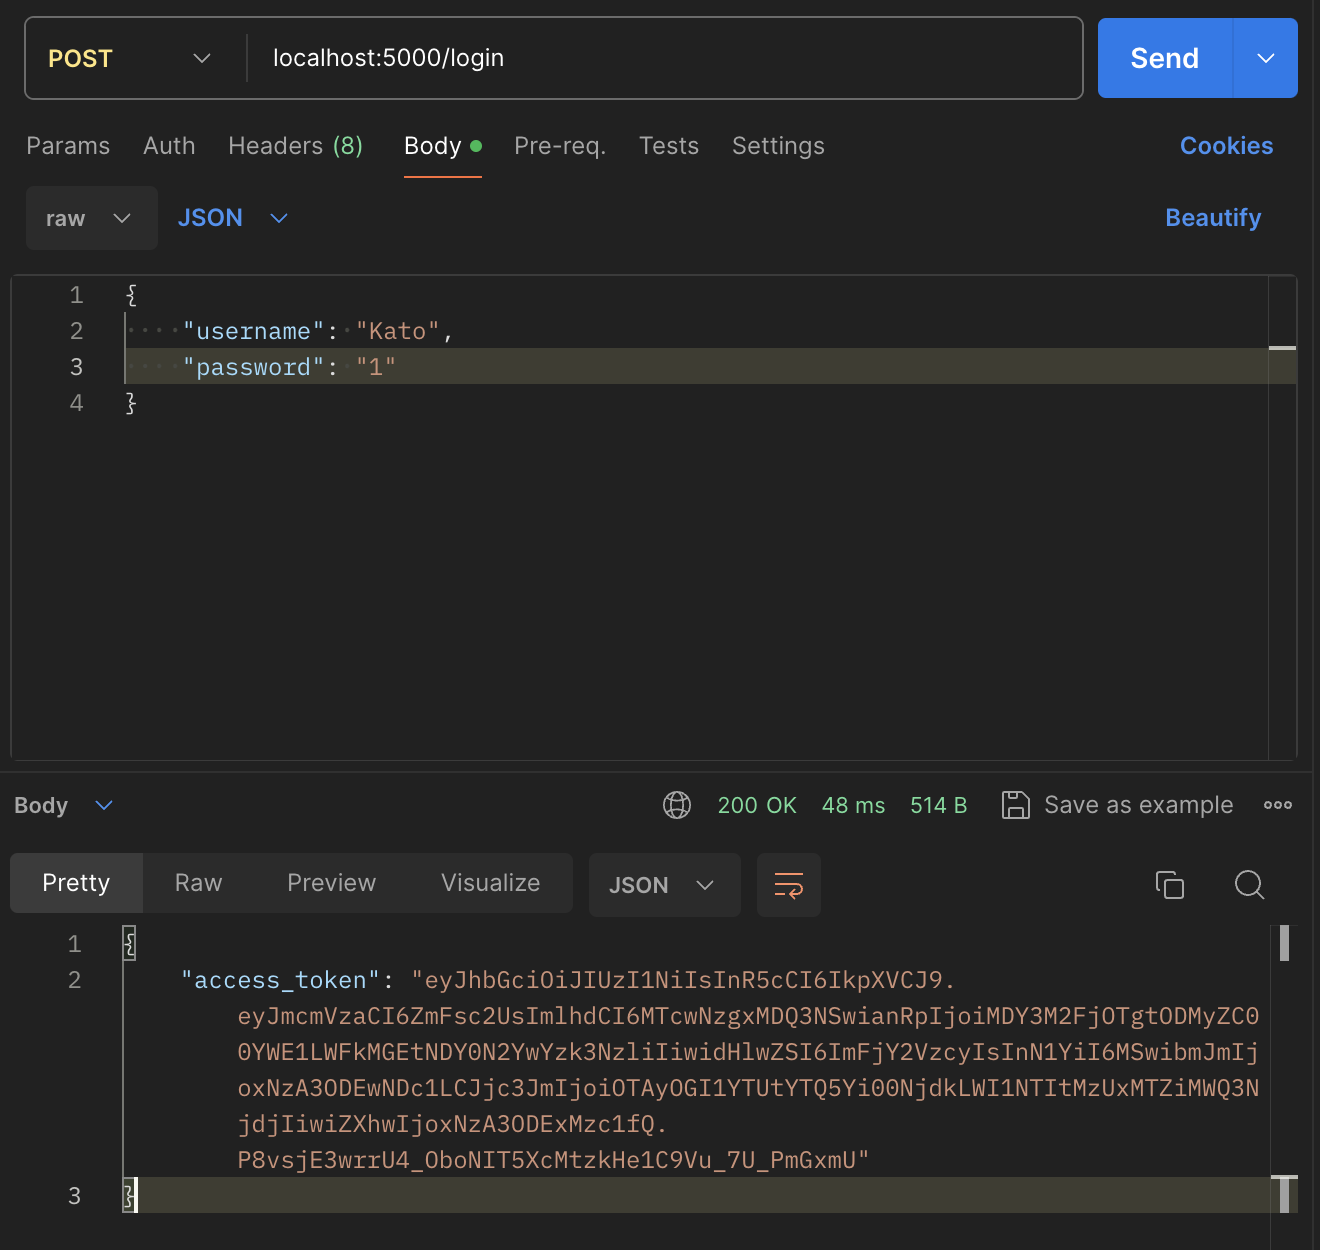 POST
localhost:5000/login
Send
Params Auth Headers (8) Body Pre-req. Tests Settings Cookies
raw JSON Beautify
1 {
2 "username": "Kato",
3 "password": "1"
4 }
Body 200 OK 48 ms 514 B Save as example
Pretty Raw Preview Visualize JSON
1 {
2 "access_token": "eyJhbGciOiJIUzI1NiIsInR5cCI6IkpXVCJ9.
eyJmcmVzaCI6ZmFsc2UsImlhdCI6MTcwNzgxMDQ3NSwianRpIjoiMDY3M2FjOTgtODMyZC0
0YWE1LWFkMGEtNDY0N2YwYzk3NzliIiwidHlwZSI6ImFjY2VzcyIsInN1YiI6MSwibmJmIj
oxNzA3ODEwNDc1LCJjc3JmIjoiOTAyOGI1YTUtYTQ5Yi00NjdkLWI1NTItMzUxMTZiMWQ3N
jdjIiwiZXhwIjoxNzA3ODExMzc1fQ.
P8vsjE3wrrU4_OboNIT5XcMtzkHe1C9Vu_7U_PmGxmU"
3 }